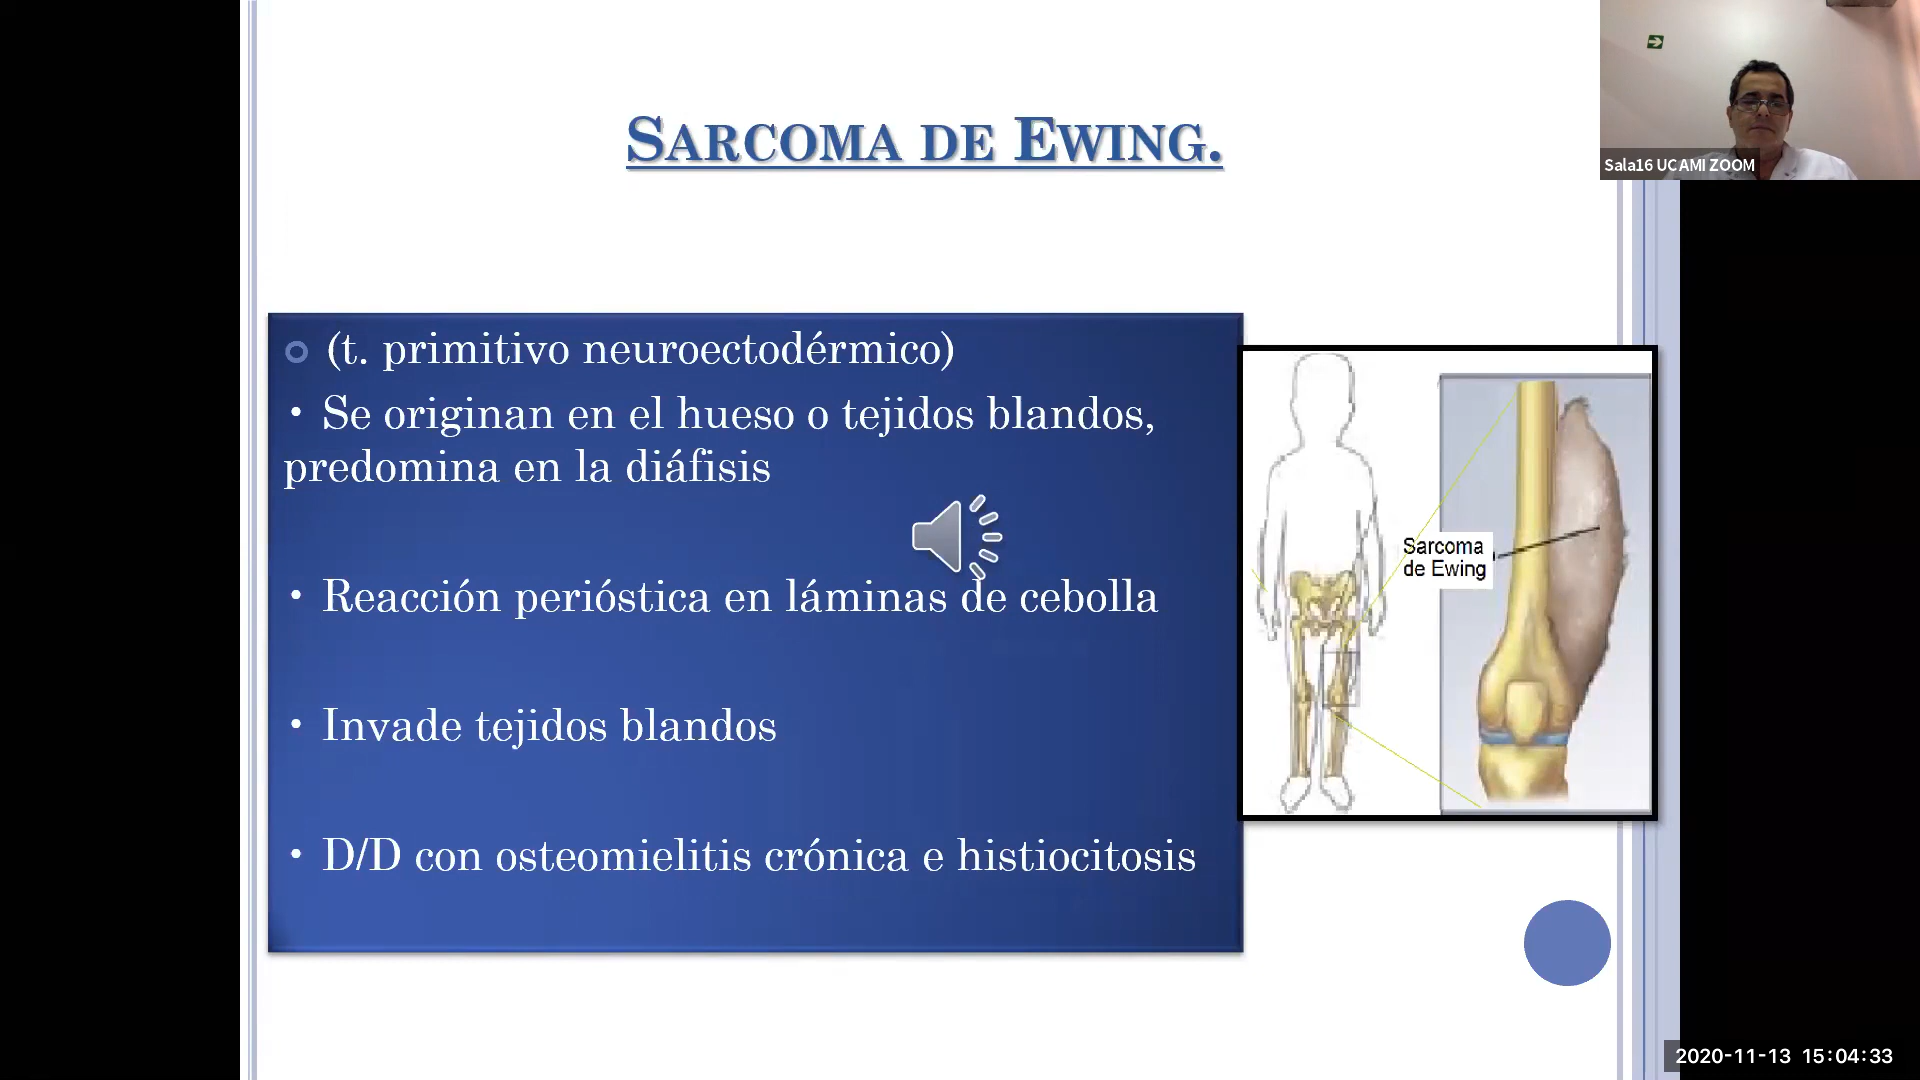 SARCOMA DE EWING.
Sala16 UCAMI ZOOM
(t. primitivo neuroectodérmico)
• Se originan en el hueso o tejidos blandos,
predomina en la diáfisis
• Reacción perióstica en láminas de cebolla
• Invade tejidos blandos
• D/D con osteomielitis crónica e histiocitosis
Sarcoma
de Ewing
2020-11-13 15:04:33